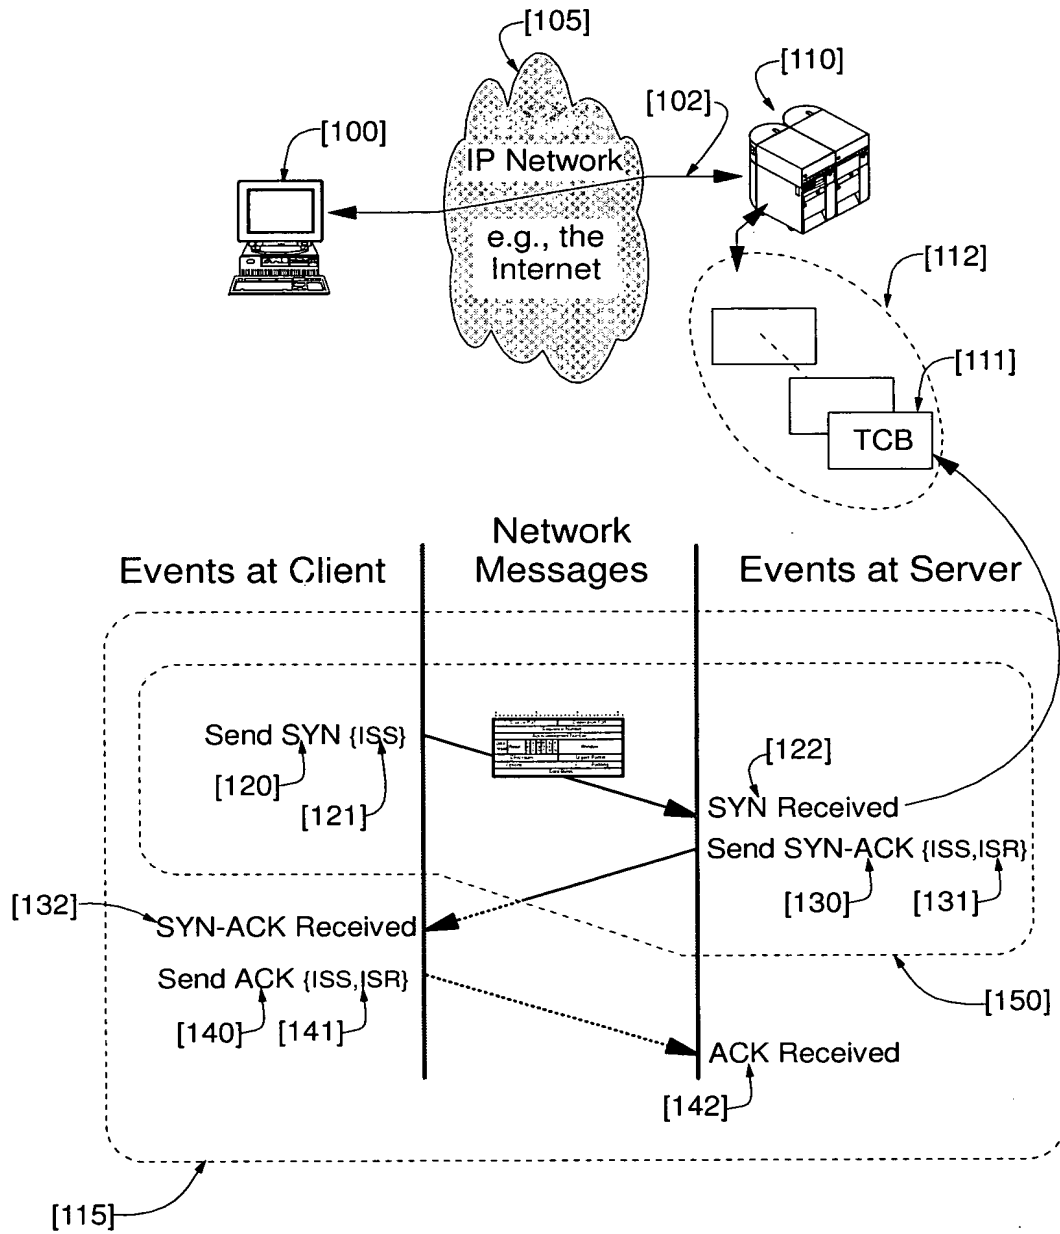 [105]
[110]
[102]
[100]
IP Network
e.g., the
Internet
[112]
[111]
TCB
Network
Messages
Events at Client
Events at Server
Send SYN {ISS}
[120]
[121]
[122]
SYN Received
Send SYN-ACK {ISS,ISR}
[130]
[131]
[132]
SYN-ACK Received
Send ACK {ISS,ISR}
[140]
[141]
[150]
ACK Received
[142]
[115]